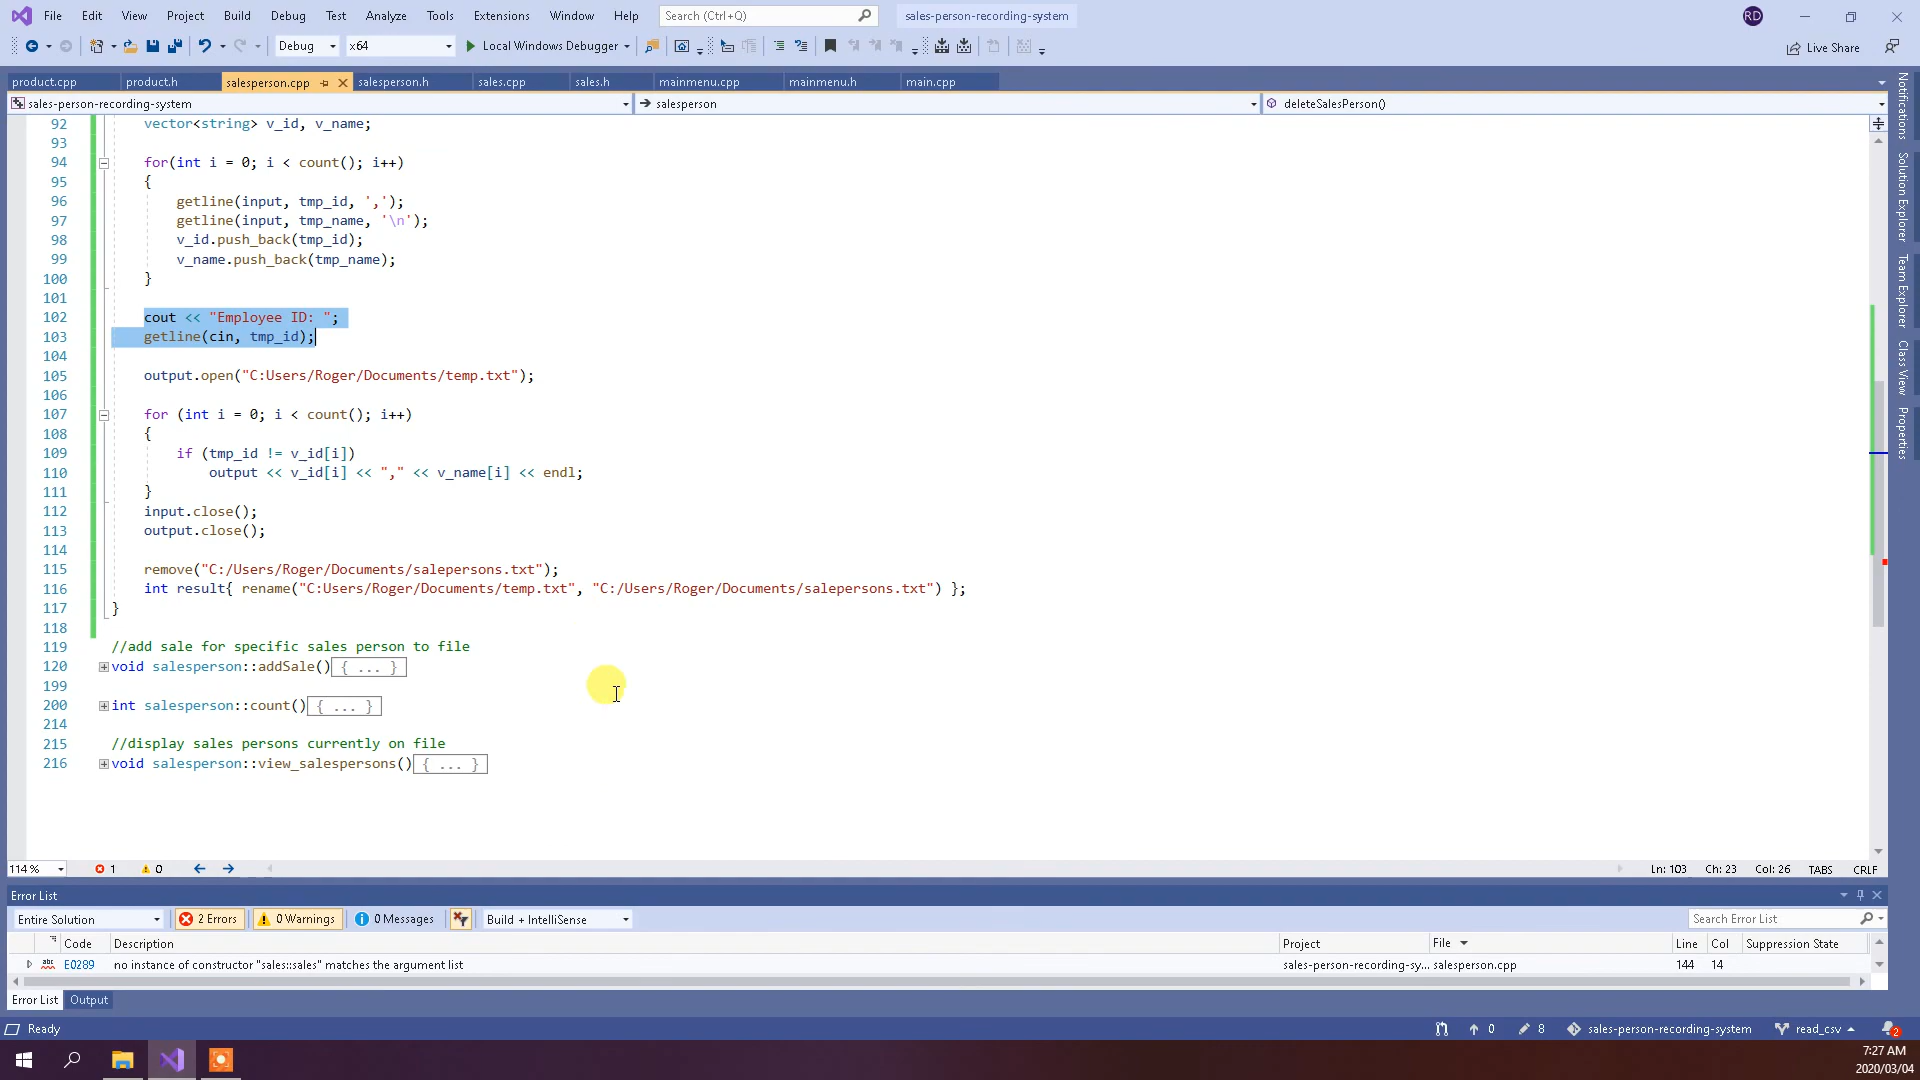 File Edit View Project Build Debug Test Analyze Tools Extensions Window Help Search (Ctrl+Q) sales-person-recording-system RD
Debug x64 Local Windows Debugger Live Share
product.cpp product.h salesperson.cpp salesperson.h sales.cpp sales.h mainmenu.cpp mainmenu.h main.cpp
sales-person-recording-system salesperson deleteSalesPerson()
92 vector<string> v_id, v_name;
93
94 for(int i = 0; i < count(); i++)
95 {
96 getline(input, tmp_id, ',');
97 getline(input, tmp_name, '\n');
98 v_id.push_back(tmp_id);
99 v_name.push_back(tmp_name);
100 }
101
102 cout << "Employee ID: ";
103 getline(cin, tmp_id);
104
105 output.open("C:Users/Roger/Documents/temp.txt");
106
107 for (int i = 0; i < count(); i++)
108 {
109 if (tmp_id != v_id[i])
110 output << v_id[i] << "," << v_name[i] << endl;
111 }
112 input.close();
113 output.close();
114
115 remove("C:/Users/Roger/Documents/salepersons.txt");
116 int result{ rename("C:Users/Roger/Documents/temp.txt", "C:/Users/Roger/Documents/salepersons.txt") };
117 }
118
119 //add sale for specific sales person to file
120 void salesperson::addSale(){ ... }
199
200 int salesperson::count(){ ... }
214
215 //display sales persons currently on file
216 void salesperson::view_salespersons(){ ... }
114 % 1 0 Ln: 103 Ch: 23 Col: 26 TABS CRLF
Error List
Entire Solution 2 Errors 0 Warnings 0 Messages Build + IntelliSense Search Error List
Code Description Project File Line Col Suppression State
abc E0289 no instance of constructor "sales::sales" matches the argument list sales-person-recording-sy... salesperson.cpp 144 14
Error List Output
Ready 0 8 sales-person-recording-system read_csv 2
7:27 AM
2020/03/04
Notifications
Solution Explorer
Team Explorer
Class View
Properties